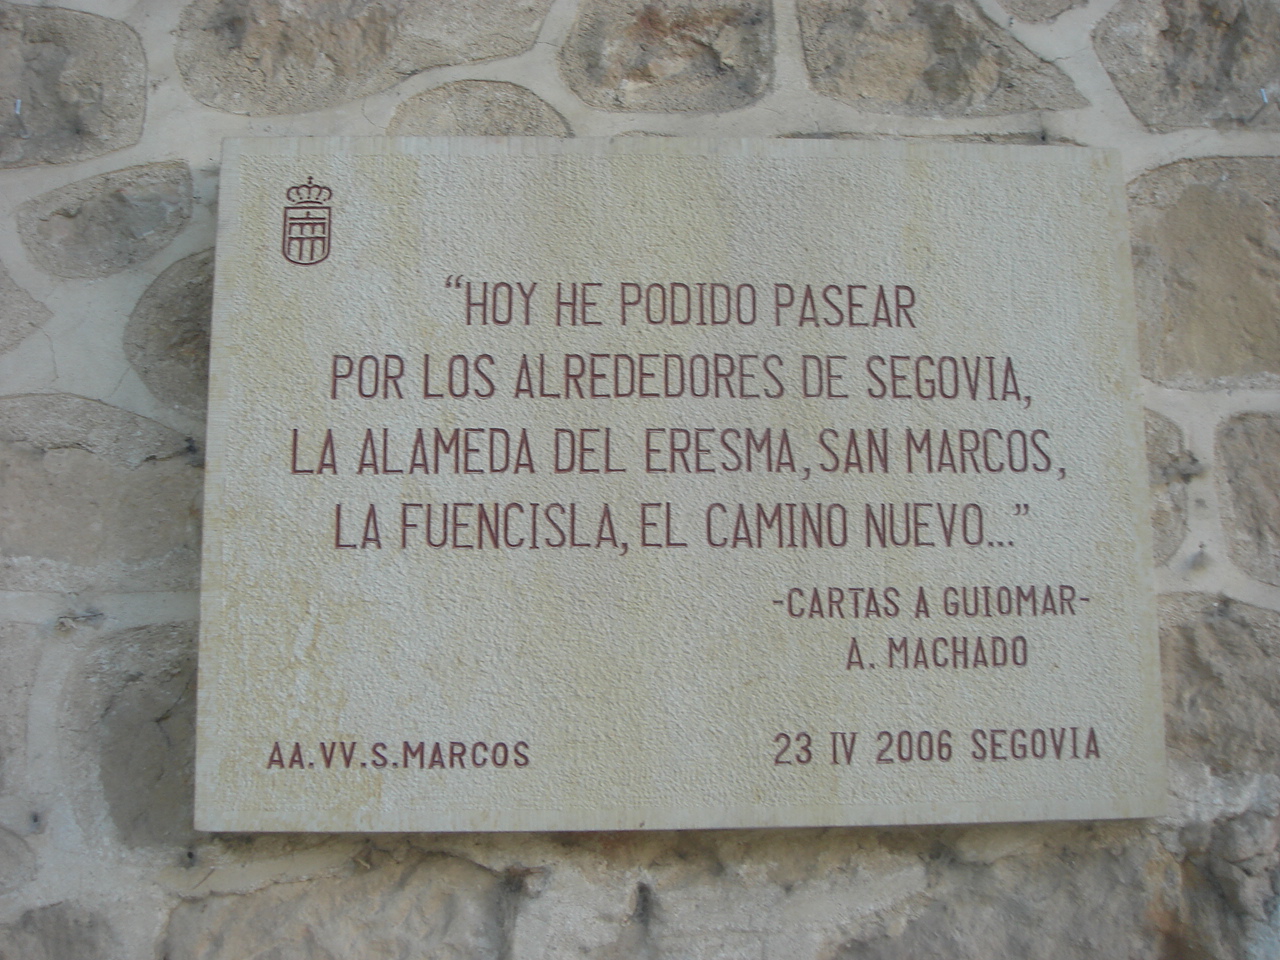 “HOY HE PODIDO PASEAR
POR LOS ALREDEDORES DE SEGOVIA,
LA ALAMEDA DEL ERESMA, SAN MARCOS,
LA FUENCISLA, EL CAMINO NUEVO...”
-CARTAS A GUIOMAR-
A. MACHADO
AA.VV.S.MARCOS
23 IV 2006 SEGOVIA